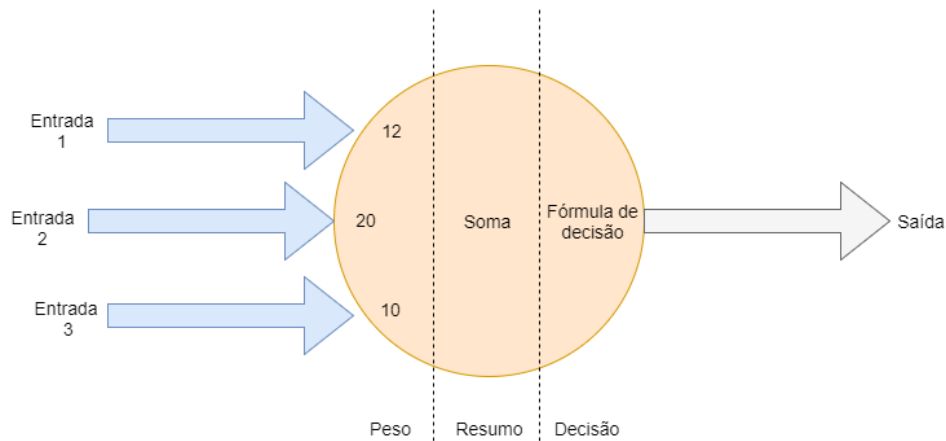 Entrada
1
12
Entrada
2
20
Soma
Fórmula de
decisão
Saída
Entrada
3
10
Peso
Resumo
Decisão